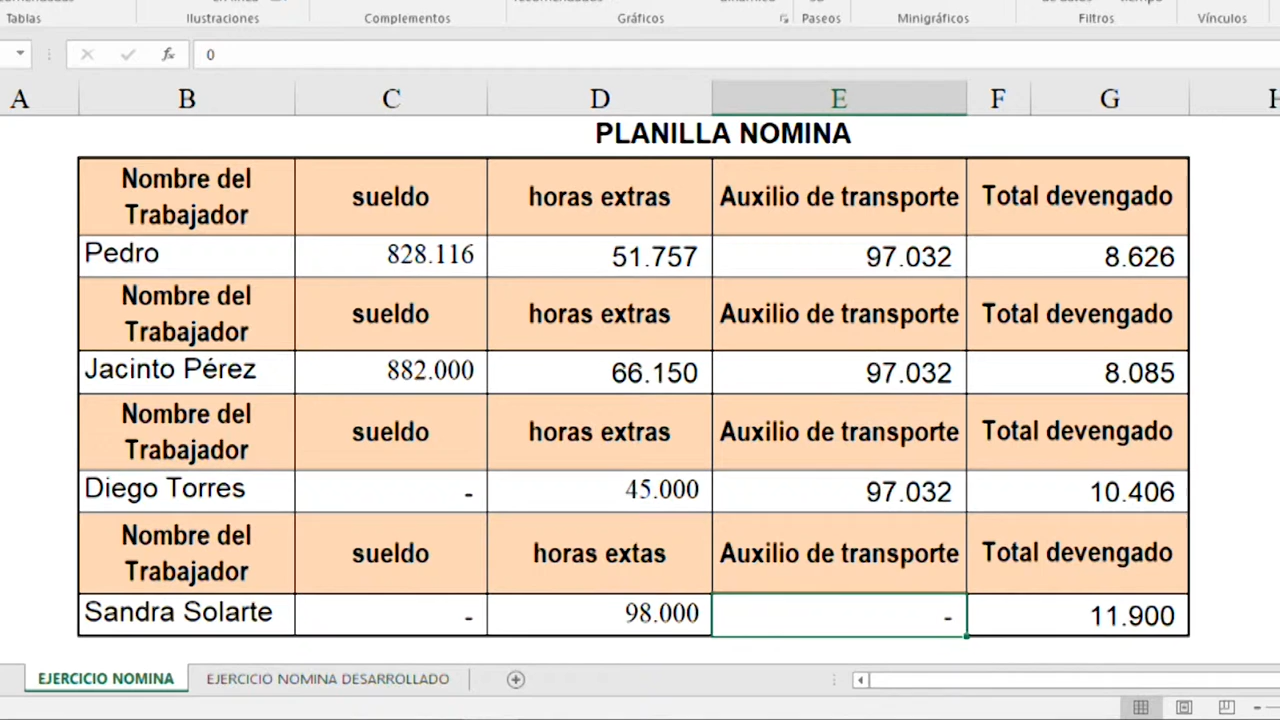 Tablas
Ilustraciones
Complementos
Gráficos
Paseos
Minigráficos
Filtros
Vínculos
fx 0
A B C D E F G H
PLANILLA NOMINA
Nombre del
Trabajador
sueldo
horas extras
Auxilio de transporte
Total devengado
Pedro 828.116 51.757 97.032 8.626
Nombre del
Trabajador
sueldo
horas extras
Auxilio de transporte
Total devengado
Jacinto Pérez 882.000 66.150 97.032 8.085
Nombre del
Trabajador
sueldo
horas extras
Auxilio de transporte
Total devengado
Diego Torres - 45.000 97.032 10.406
Nombre del
Trabajador
sueldo
horas extas
Auxilio de transporte
Total devengado
Sandra Solarte - 98.000 - 11.900
EJERCICIO NOMINA
EJERCICIO NOMINA DESARROLLADO